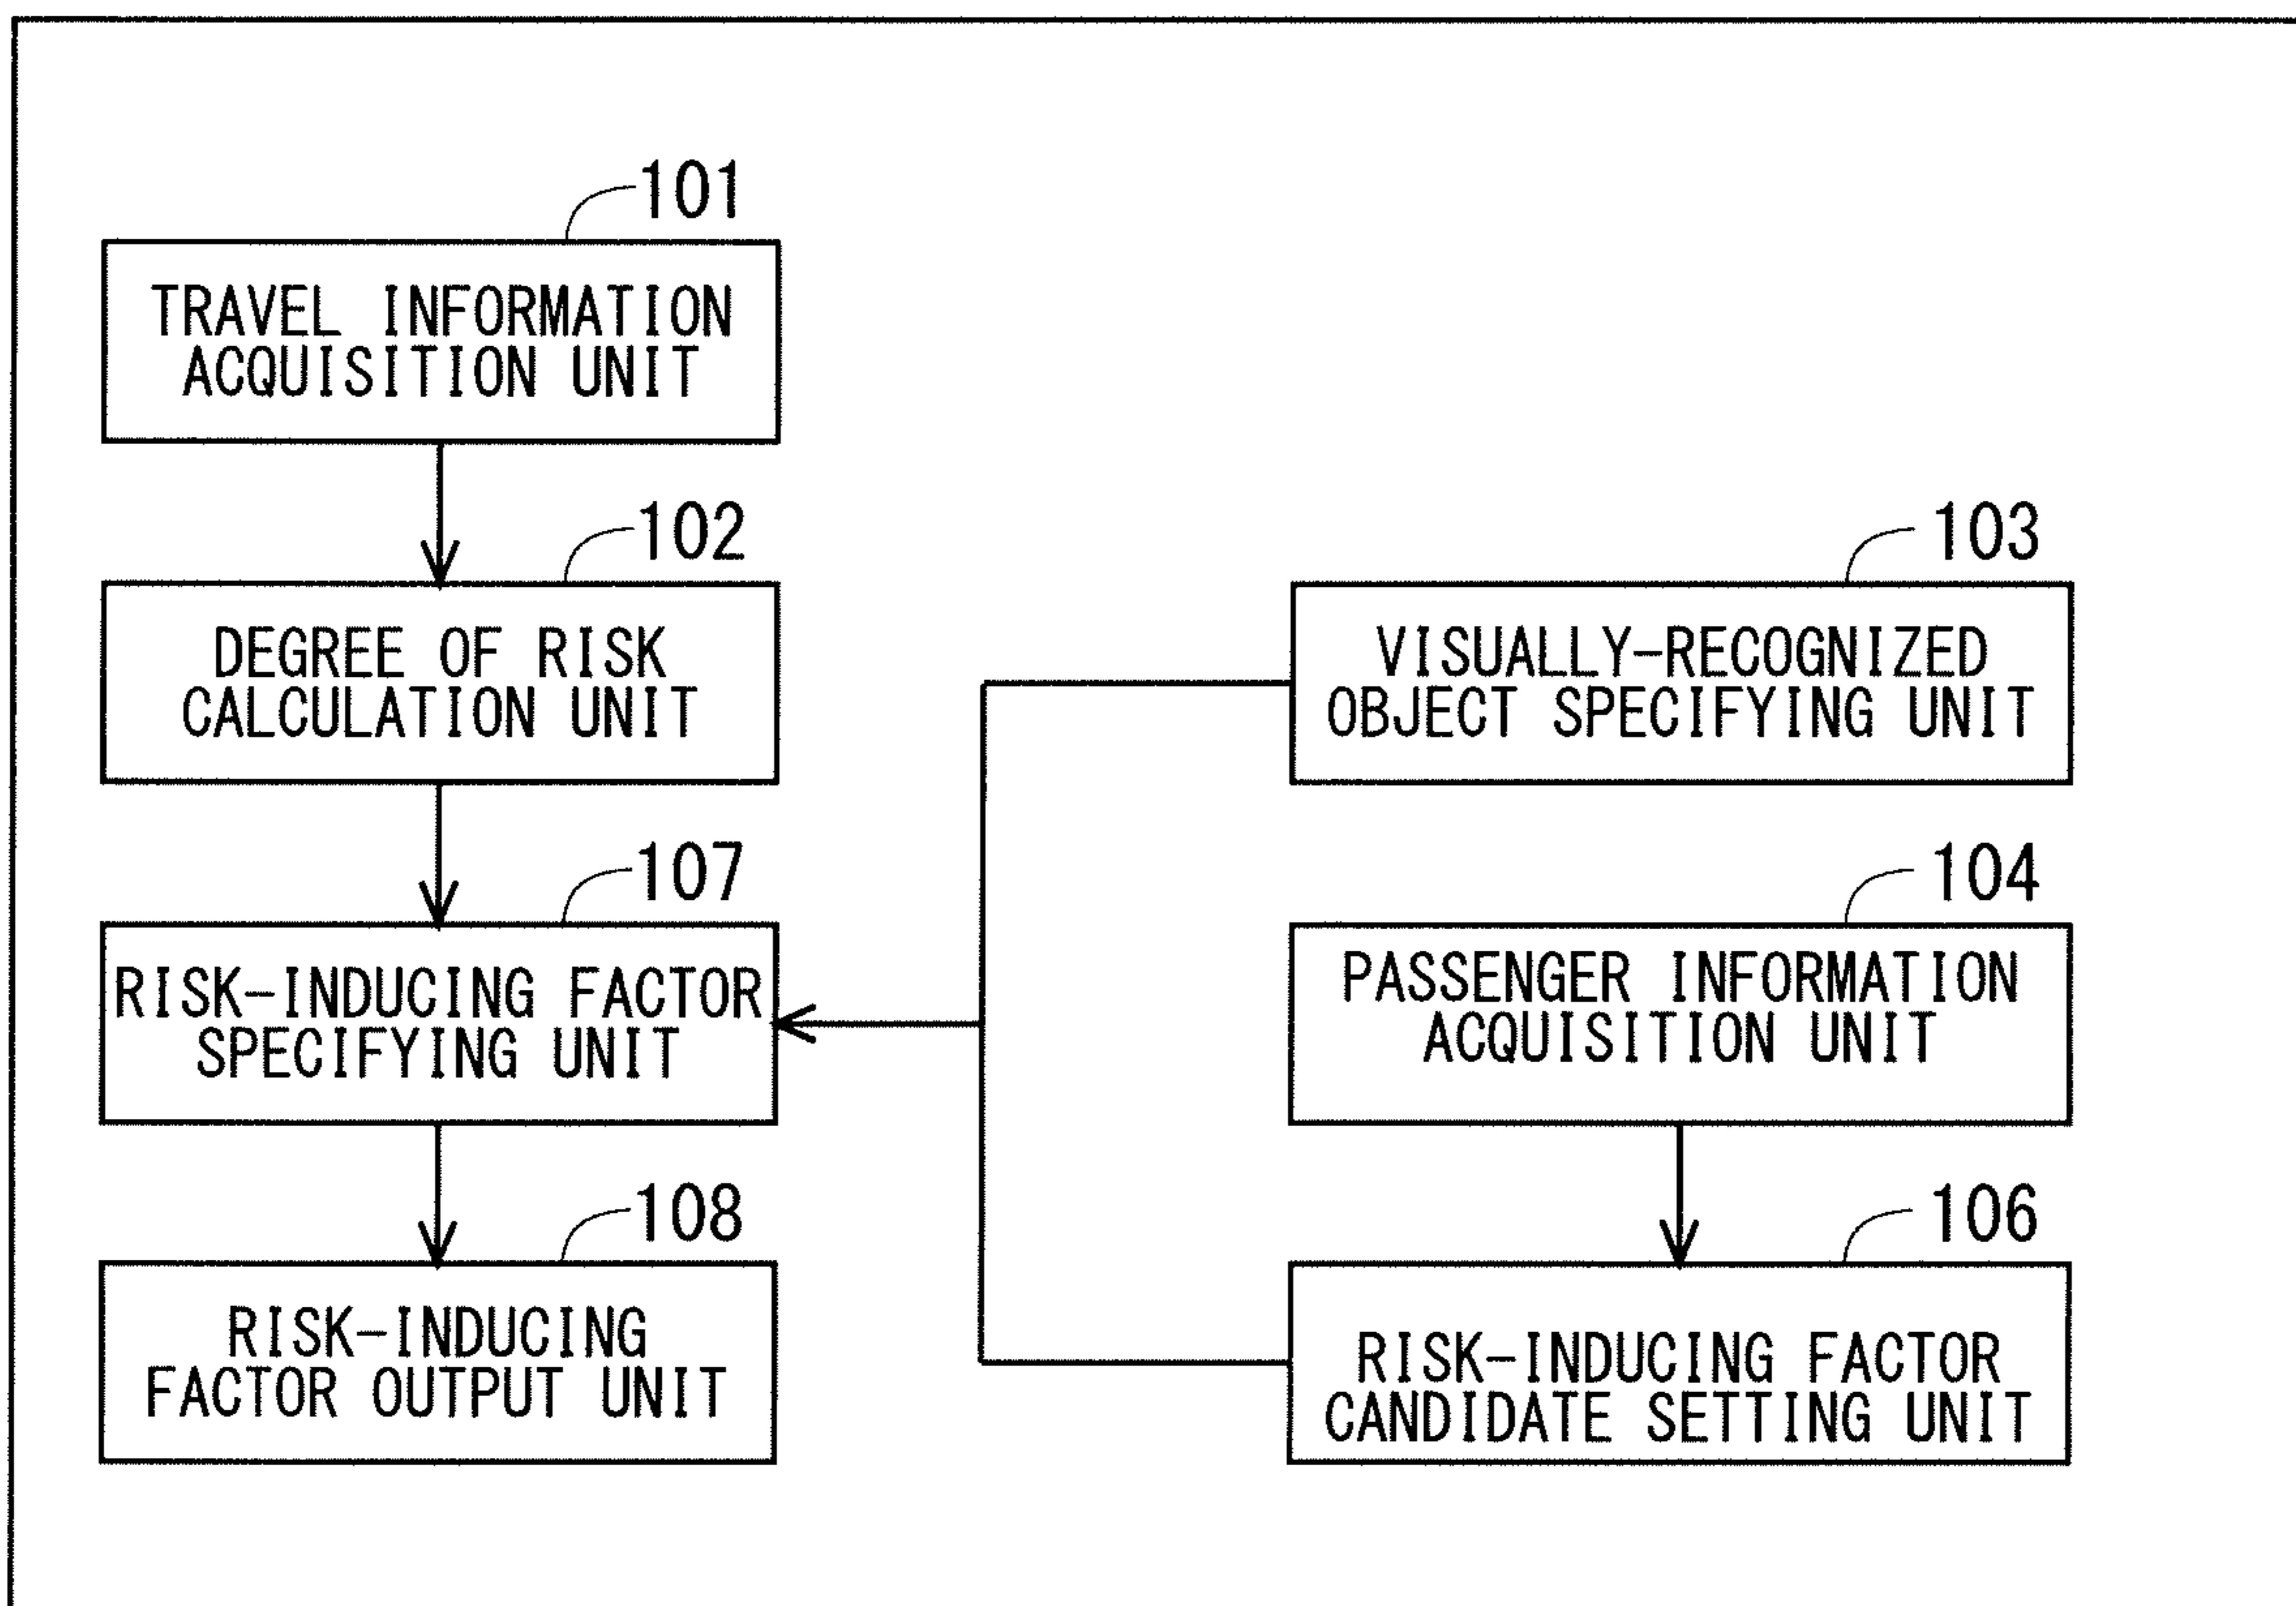 101
TRAVEL INFORMATION
ACQUISITION UNIT
102
DEGREE OF RISK
CALCULATION UNIT
107
RISK-INDUCING FACTOR
SPECIFYING UNIT
108
RISK-INDUCING
FACTOR OUTPUT UNIT
103
VISUALLY-RECOGNIZED
OBJECT SPECIFYING UNIT
104
PASSENGER INFORMATION
ACQUISITION UNIT
106
RISK-INDUCING FACTOR
CANDIDATE SETTING UNIT